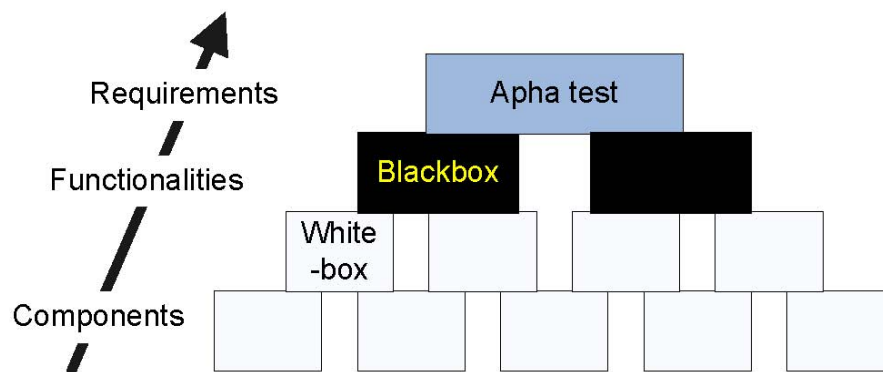 Requirements
Apha test
Functionalities
Blackbox
White
-box
Components